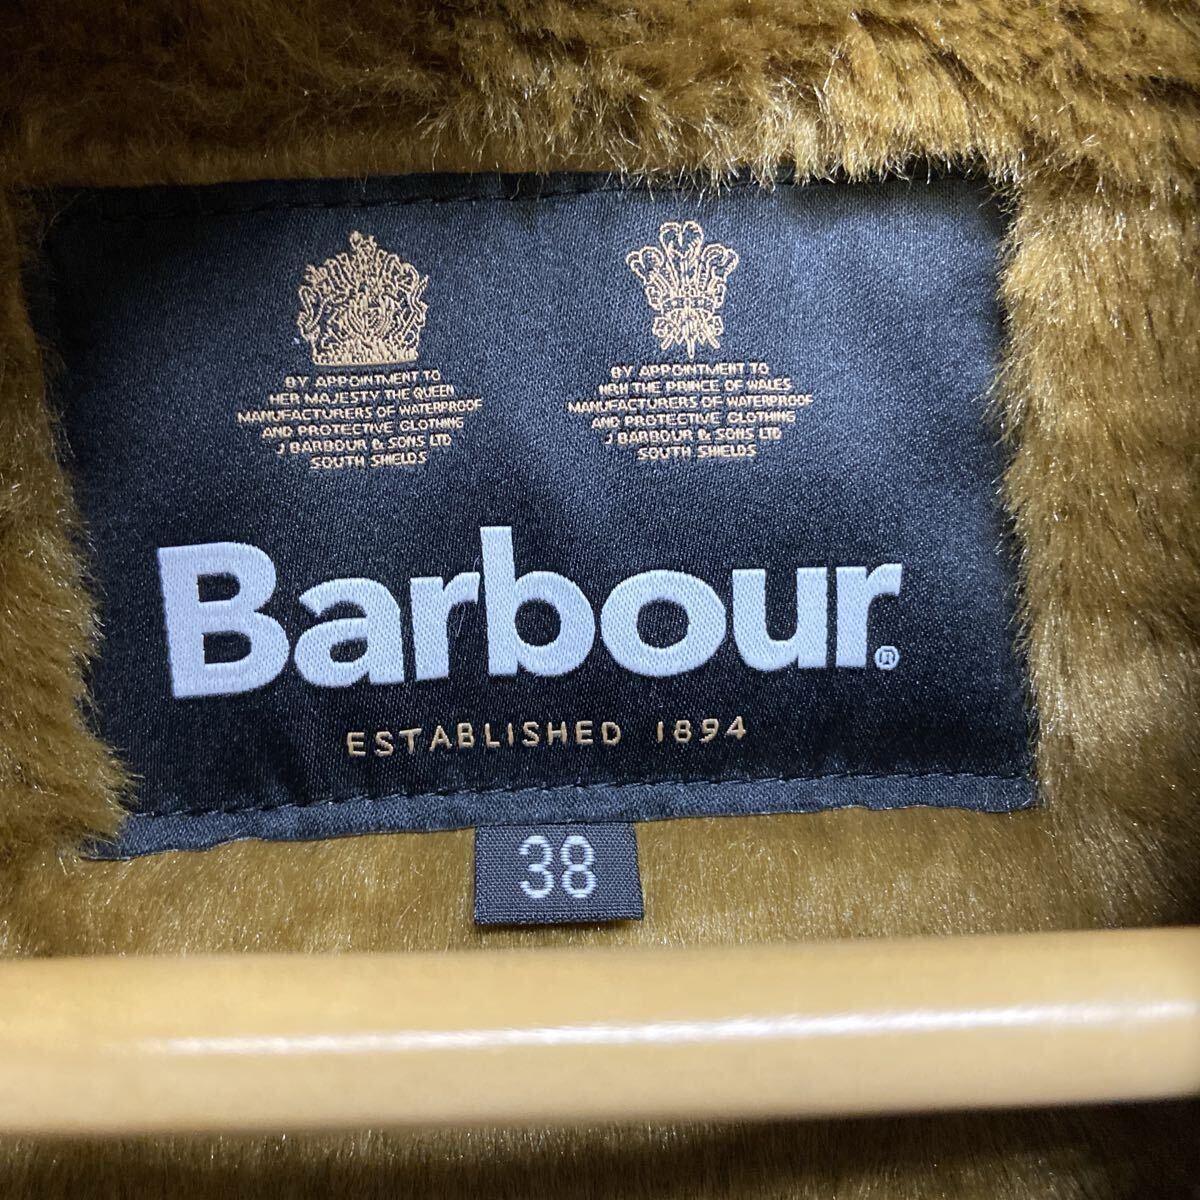 BY APPOINTMENT TO
HER MAJESTY THE QUEEN
MANUFACTURERS OF WATERPROOF
AND PROTECTIVE CLOTHING
J BARBOUR & SONS LTD
SOUTH SHIELDS
BY APPOINTMENT TO
HRH THE PRINCE OF WALES
MANUFACTURERS OF WATERPROOF
AND PROTECTIVE CLOTHING
J BARBOUR & SONS LTD
SOUTH SHIELDS
Barbour®
ESTABLISHED 1894
38